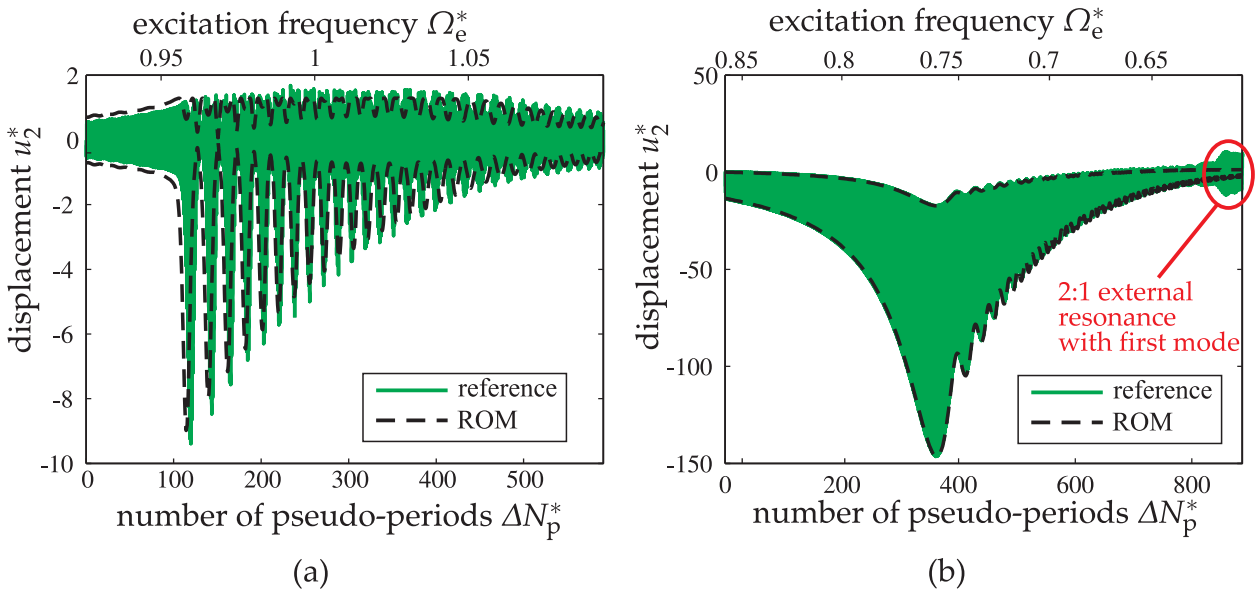 excitation frequency Ωₑ*
0.95 1 1.05
2
0
-2
-4
-6
-8
-10
displacement u₂*
reference
ROM
0 100 200 300 400 500
number of pseudo-periods ΔNₚ*
(a)
excitation frequency Ωₑ*
0.85 0.8 0.75 0.7 0.65
50
0
-50
-100
-150
displacement u₂*
2:1 external
resonance
with first mode
reference
ROM
0 200 400 600 800
number of pseudo-periods ΔNₚ*
(b)